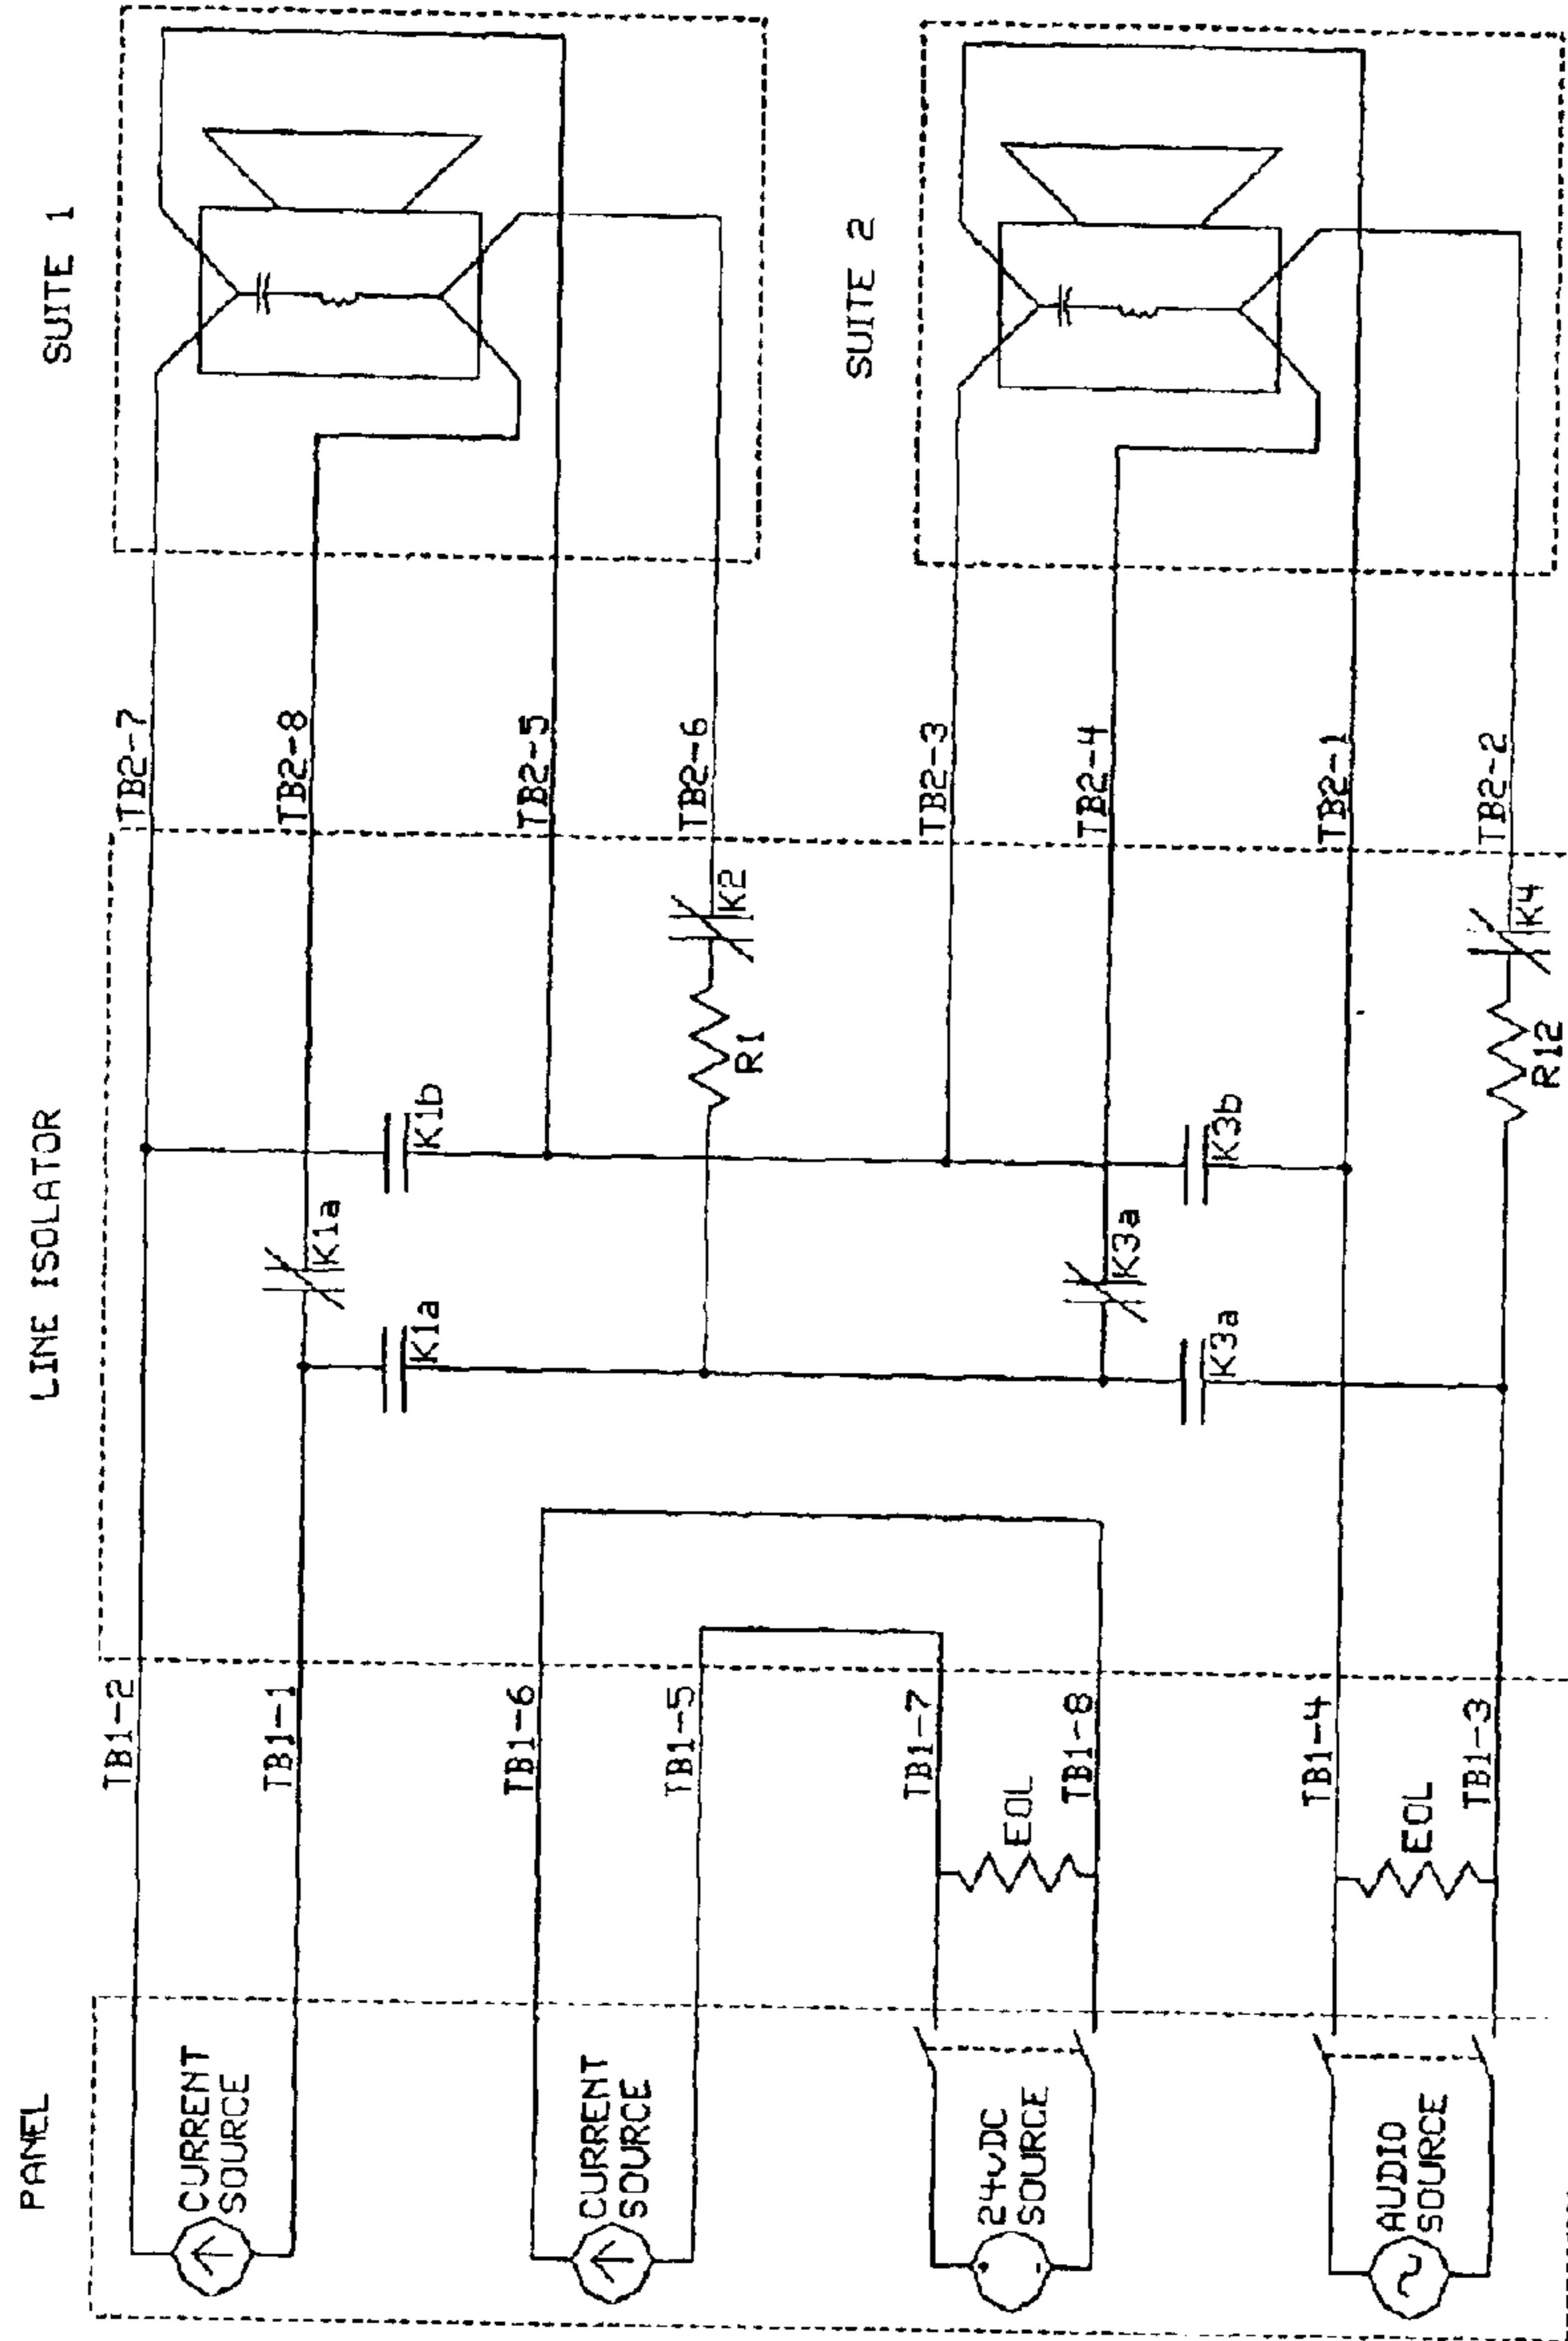 PANEL
LINE ISOLATOR
SUITE 1
SUITE 2
CURRENT
SOURCE
CURRENT
SOURCE
24vDC
SOURCE
AUDIO
SOURCE
TB1-2
TB1-1
TB1-6
TB1-5
TB1-7
EOL
TB1-8
TB1-4
EOL
TB1-3
K1a
K1a
K1b
K3a
K3a
K3b
R1
K2
R12
K4
TB2-7
TB2-8
TB2-5
TB2-6
TB2-3
TB2-4
TB2-1
TB2-2